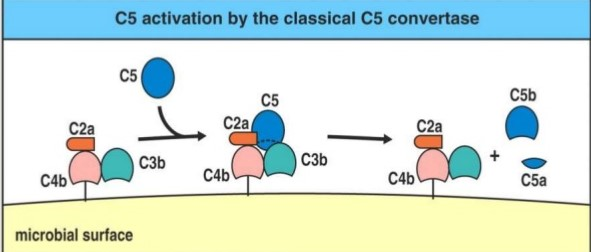 C5 activation by the classical C5 convertase
C5
C2a
C3b
C4b
C5
C2a
C3b
C4b
C2a
C4b
+
C5b
C5a
microbial surface